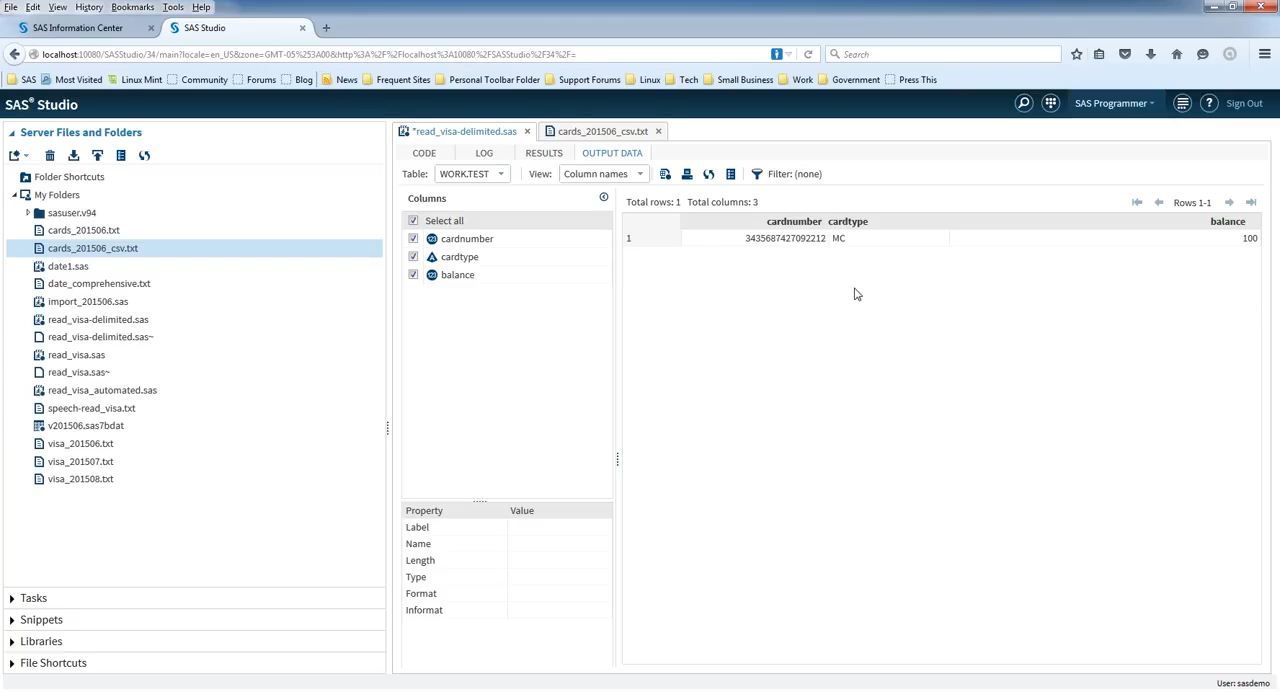 File Edit View History Bookmarks Tools Help
SAS Information Center × SAS Studio × +
localhost:10080/SASStudio/34/main?locale=en_US&zone=GMT-05%253A00&http%3A%2F%2Flocalhost%3A10080%2FSASStudio%2F34%2F= Search
SAS Most Visited Linux Mint Community Forums Blog News Frequent Sites Personal Toolbar Folder Support Forums Linux Tech Small Business Work Government Press This
SAS® Studio SAS Programmer ? Sign Out
Server Files and Folders
*read_visa-delimited.sas × cards_201506_csv.txt ×
CODE LOG RESULTS OUTPUT DATA
Table: WORK.TEST View: Column names Filter: (none)
Folder Shortcuts
My Folders
sasuser.v94
cards_201506.txt
cards_201506_csv.txt
date1.sas
date_comprehensive.txt
import_201506.sas
read_visa-delimited.sas
read_visa-delimited.sas~
read_visa.sas
read_visa.sas~
read_visa_automated.sas
speech-read_visa.txt
v201506.sas7bdat
visa_201506.txt
visa_201507.txt
visa_201508.txt
Tasks
Snippets
Libraries
File Shortcuts
Columns
Select all
cardnumber
cardtype
balance
Property Value
Label
Name
Length
Type
Format
Informat
Total rows: 1 Total columns: 3 Rows 1-1
cardnumber cardtype balance
1 3435687427092212 MC 100
User: sasdemo